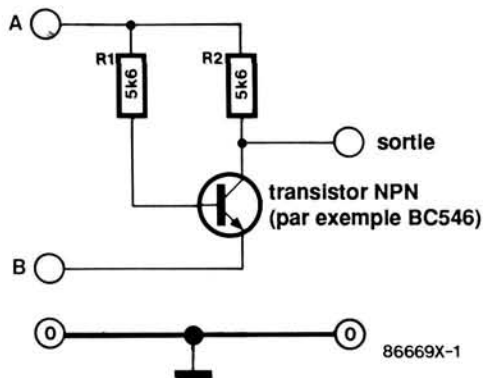 A
R1
R2
5k6
5k6
sortie
transistor NPN
(par exemple BC546)
B
0
0
86669X-1